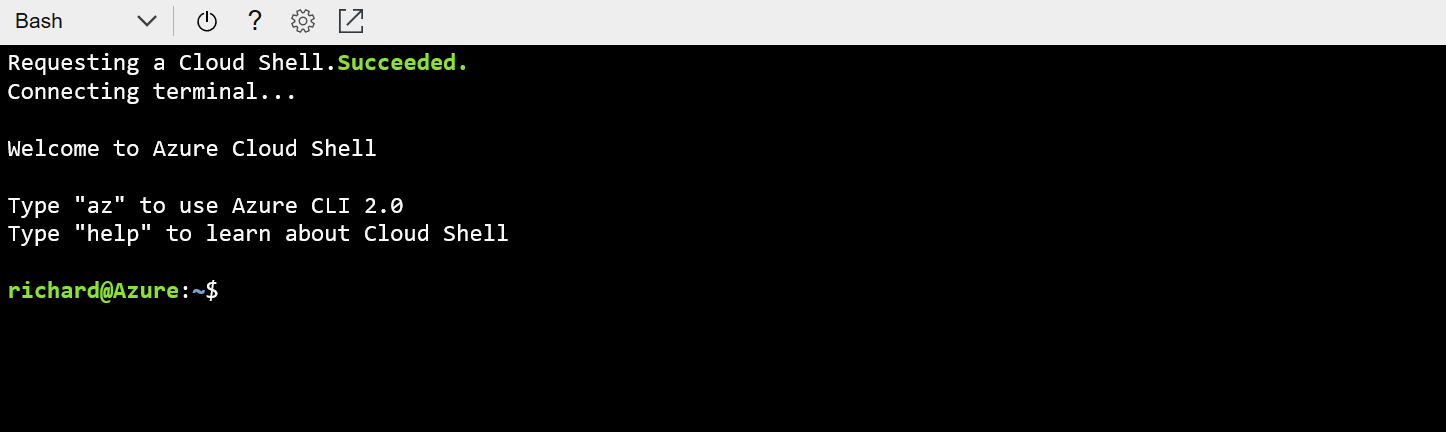 Bash
?
Requesting a Cloud Shell.Succeeded.
Connecting terminal...
Welcome to Azure Cloud Shell
Type "az" to use Azure CLI 2.0
Type "help" to learn about Cloud Shell
richard@Azure:~$